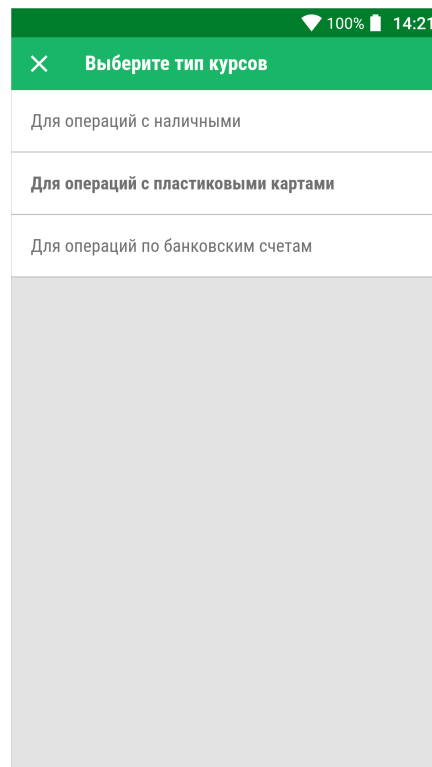 100% 14:21
Выберите тип курсов
Для операций с наличными
Для операций с пластиковыми картами
Для операций по банковским счетам